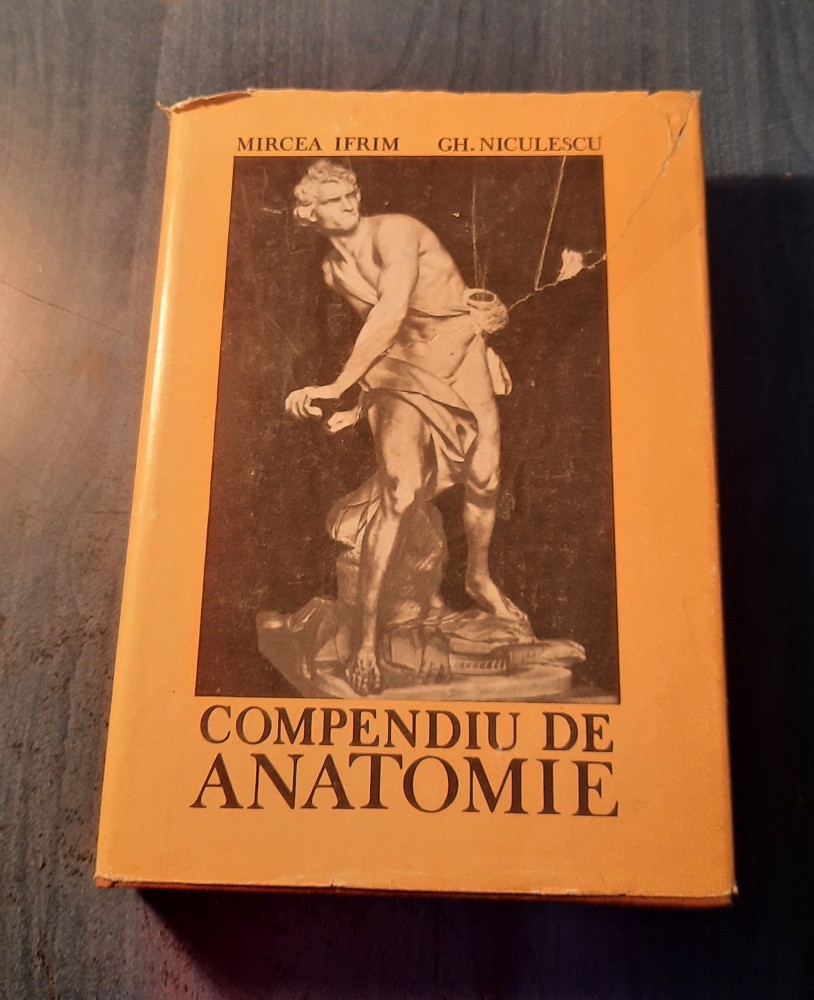 MIRCEA IFRIM GH. NICULESCU
COMPENDIU DE
ANATOMIE